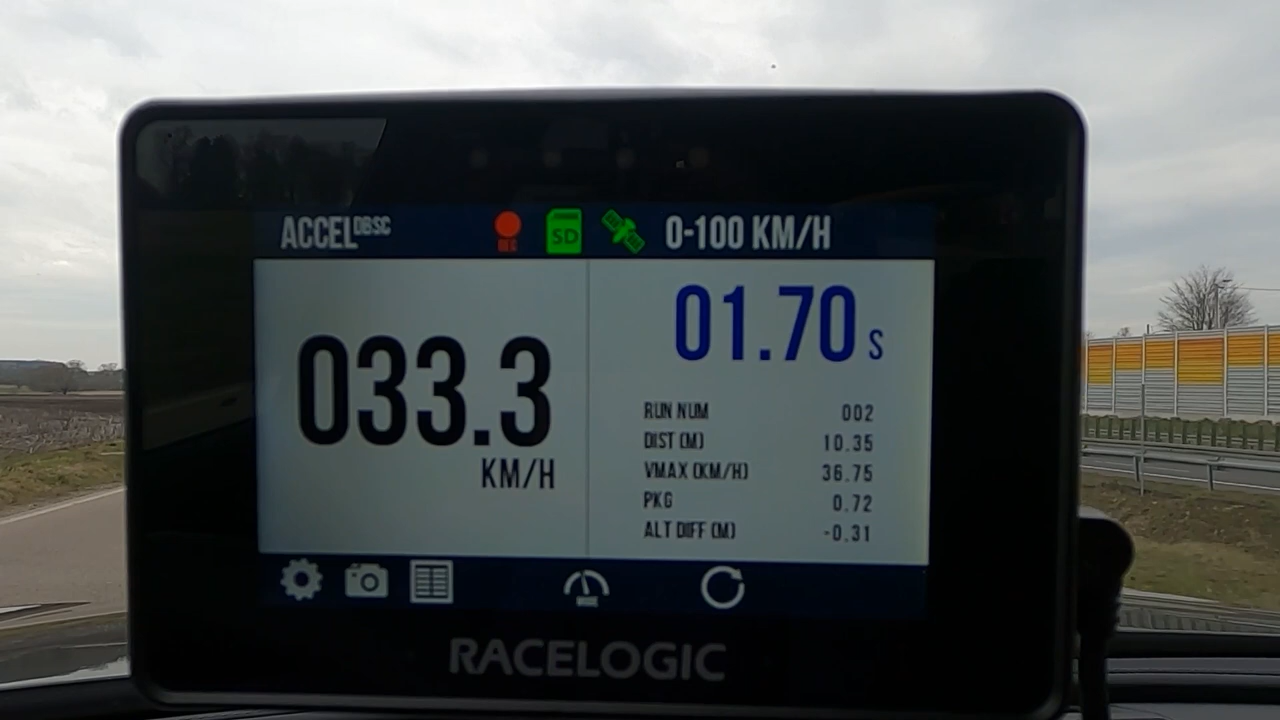 ACCEL DBSC REC SD 0-100 KM/H
033.3
KM/H
01.70 S
RUN NUM 002
DIST (M) 10.35
VMAX (KM/H) 36.75
PKG 0.72
ALT DIFF (M) -0.31
RACELOGIC